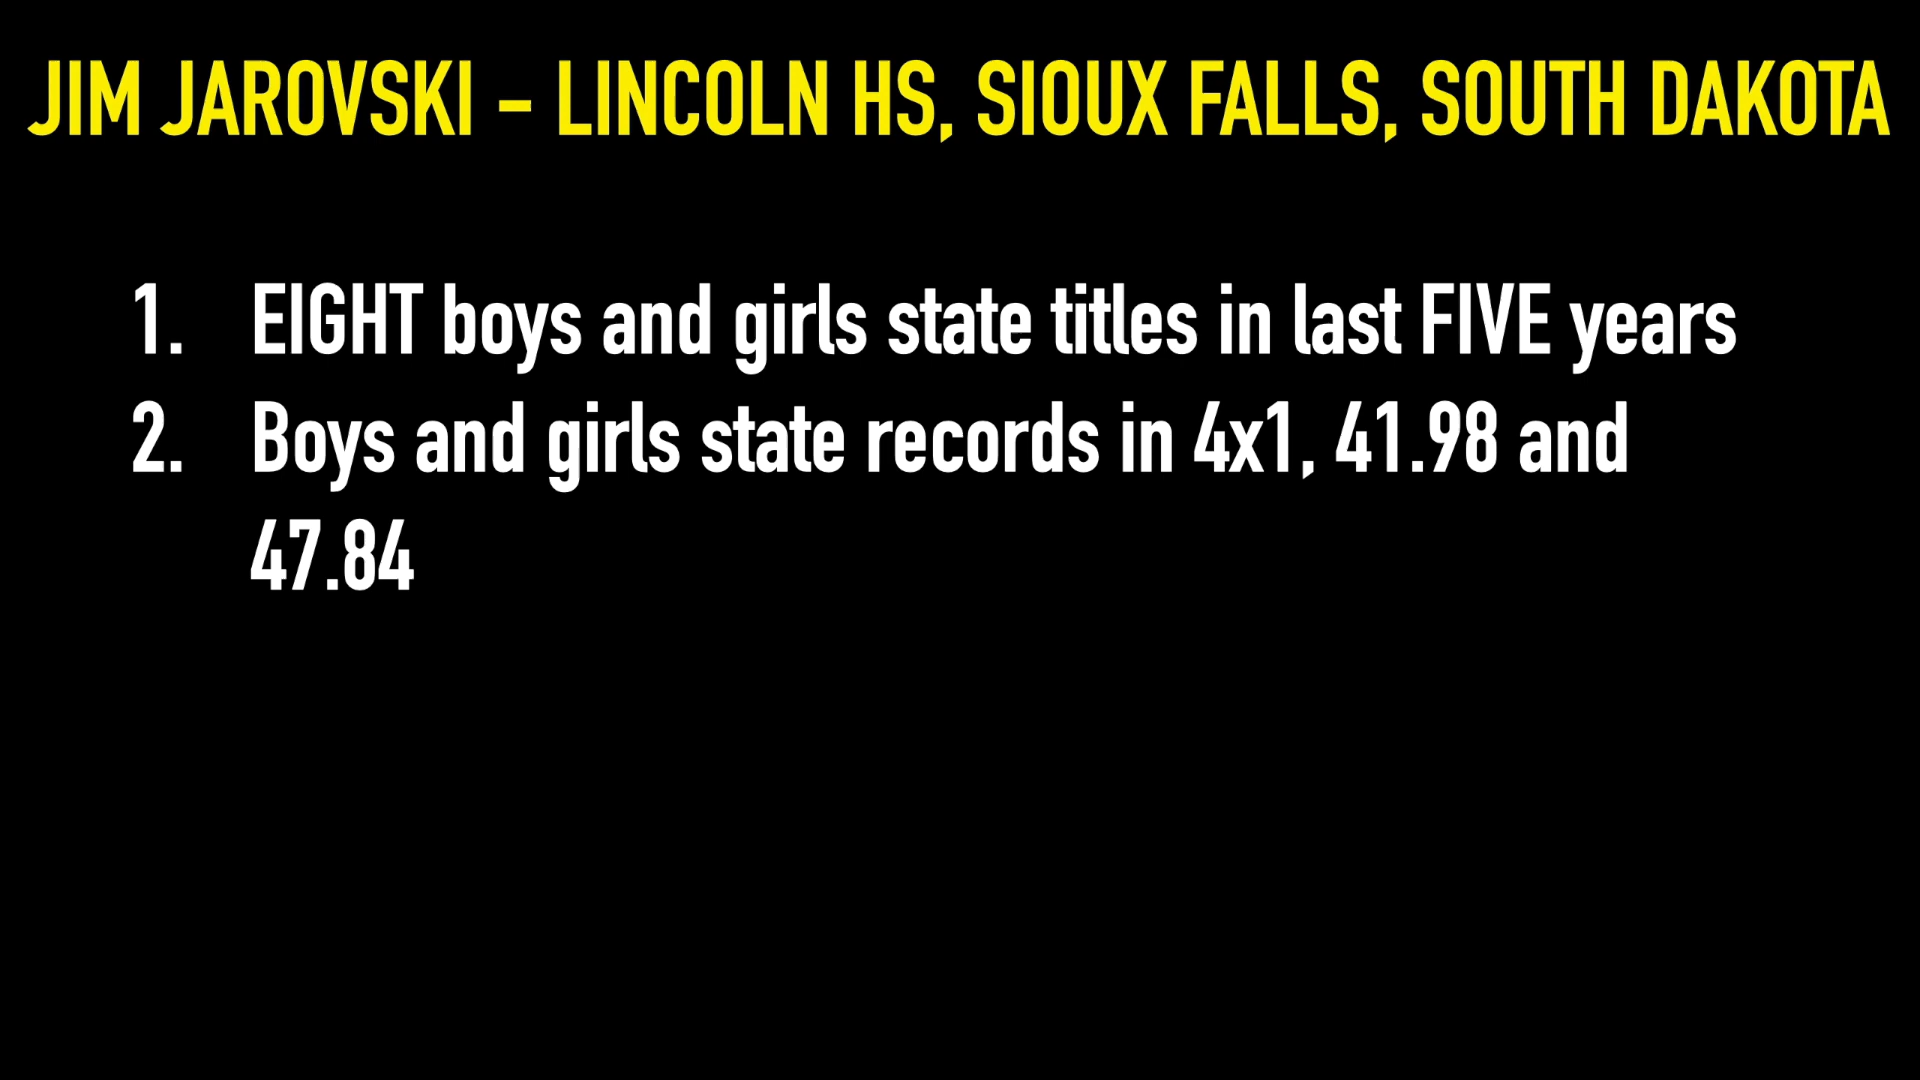 JIM JAROVSKI - LINCOLN HS, SIOUX FALLS, SOUTH DAKOTA
1. EIGHT boys and girls state titles in last FIVE years
2. Boys and girls state records in 4x1, 41.98 and
47.84